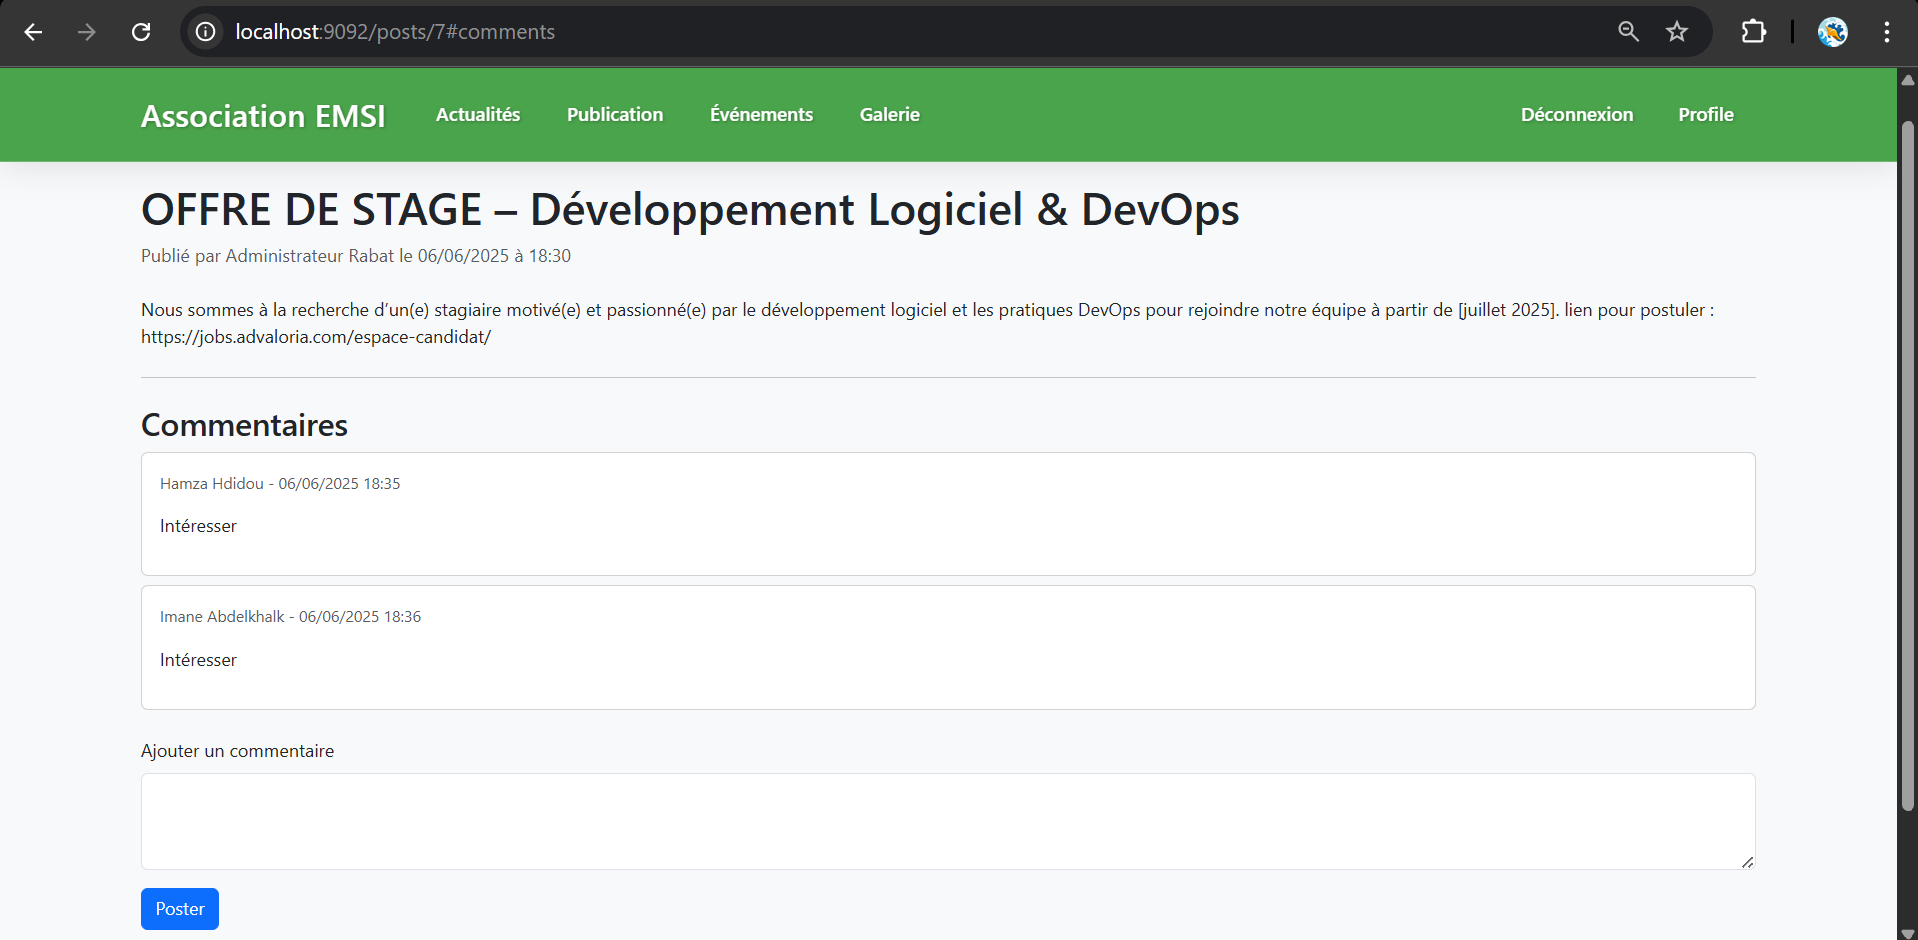 localhost:9092/posts/7#comments
Association EMSI Actualités Publication Événements Galerie Déconnexion Profile
OFFRE DE STAGE – Développement Logiciel & DevOps
Publié par Administrateur Rabat le 06/06/2025 à 18:30
Nous sommes à la recherche d’un(e) stagiaire motivé(e) et passionné(e) par le développement logiciel et les pratiques DevOps pour rejoindre notre équipe à partir de [juillet 2025]. lien pour postuler :
https://jobs.advaloria.com/espace-candidat/
Commentaires
Hamza Hdidou - 06/06/2025 18:35
Intéresser
Imane Abdelkhalk - 06/06/2025 18:36
Intéresser
Ajouter un commentaire
Poster